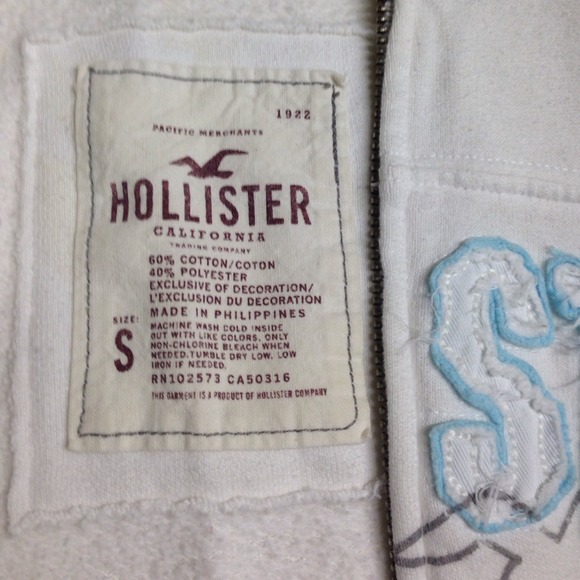 1922
PACIFIC MERCHANTS
HOLLISTER
CALIFORNIA
TRADING COMPANY
60% COTTON/COTON
40% POLYESTER
EXCLUSIVE OF DECORATION/
L'EXCLUSION DU DECORATION
MADE IN PHILIPPINES
SIZE:
S
MACHINE WASH COLD INSIDE
OUT WITH LIKE COLORS. ONLY
NON-CHLORINE BLEACH WHEN
NEEDED. TUMBLE DRY LOW. LOW
IRON IF NEEDED.
RN102573 CA50316
THIS GARMENT IS A PRODUCT OF HOLLISTER COMPANY
S